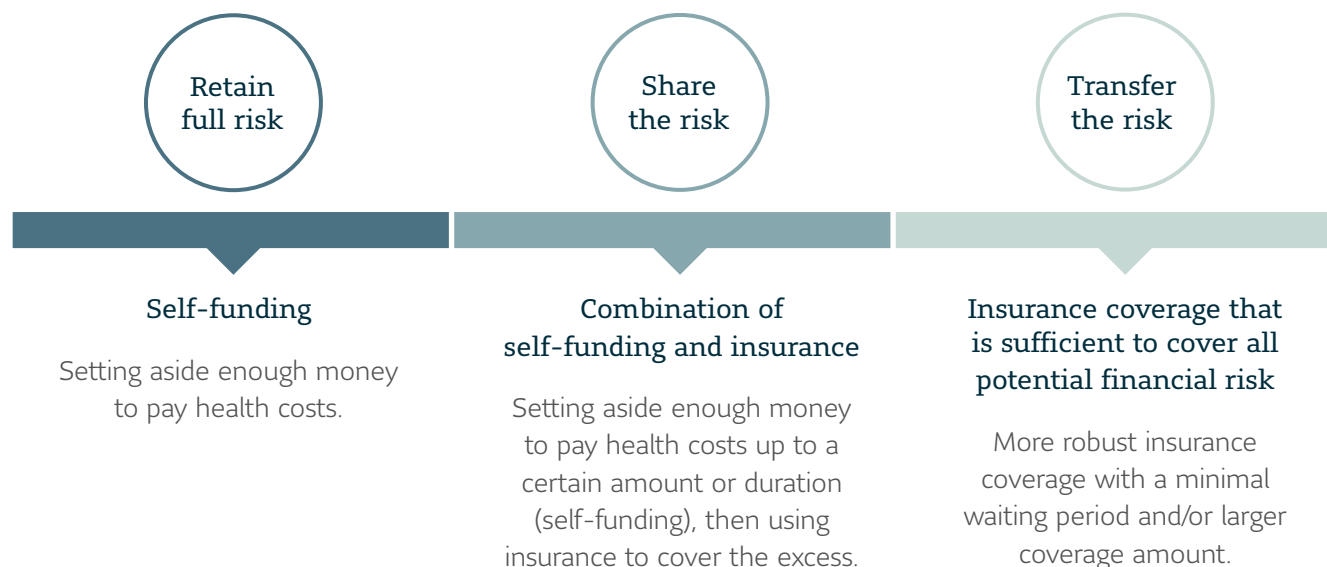 Retain
full risk
Share
the risk
Transfer
the risk
Self-funding
Setting aside enough money
to pay health costs.
Combination of
self-funding and insurance
Setting aside enough money
to pay health costs up to a
certain amount or duration
(self-funding), then using
insurance to cover the excess.
Insurance coverage that
is sufficient to cover all
potential financial risk
More robust insurance
coverage with a minimal
waiting period and/or larger
coverage amount.